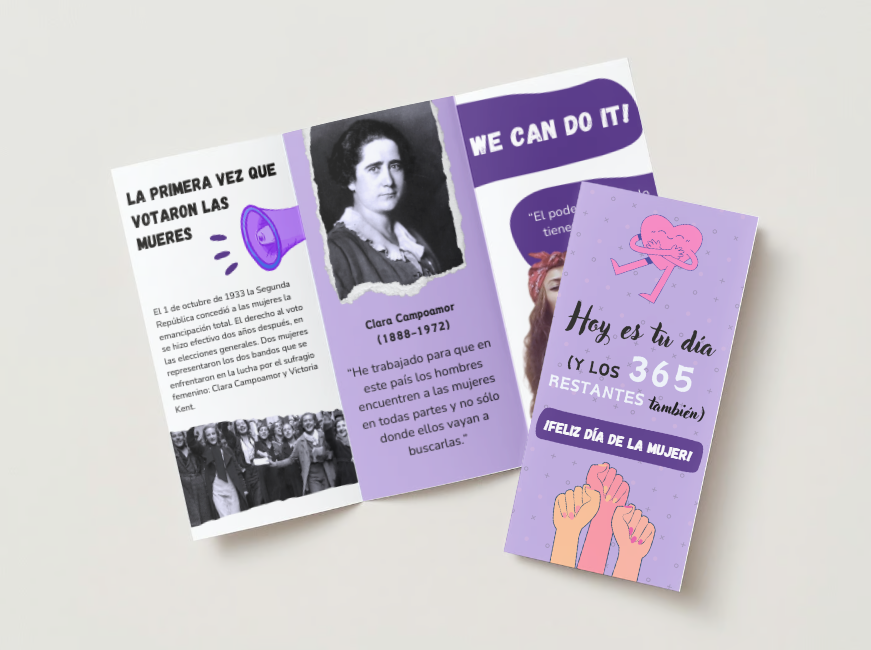 LA PRIMERA VEZ QUE
VOTARON LAS
MUERES
El 1 de octubre de 1933 la Segunda
República concedió a las mujeres la
emancipación total. El derecho al voto
se hizo efectivo dos años después, en
las elecciones generales. Dos mujeres
representaron los dos bandos que se
enfrentaron en la lucha por el sufragio
femenino: Clara Campoamor y Victoria
Kent.
Clara Campoamor
(1888-1972)
"He trabajado para que en
este país los hombres
encuentren a las mujeres
en todas partes y no sólo
donde ellos vayan a
buscarlas."
WE CAN DO IT!
"El
tiene
Hoy es tu día
(Y LOS 365
RESTANTES también)
¡FELIZ DÍA DE LA MUJER!